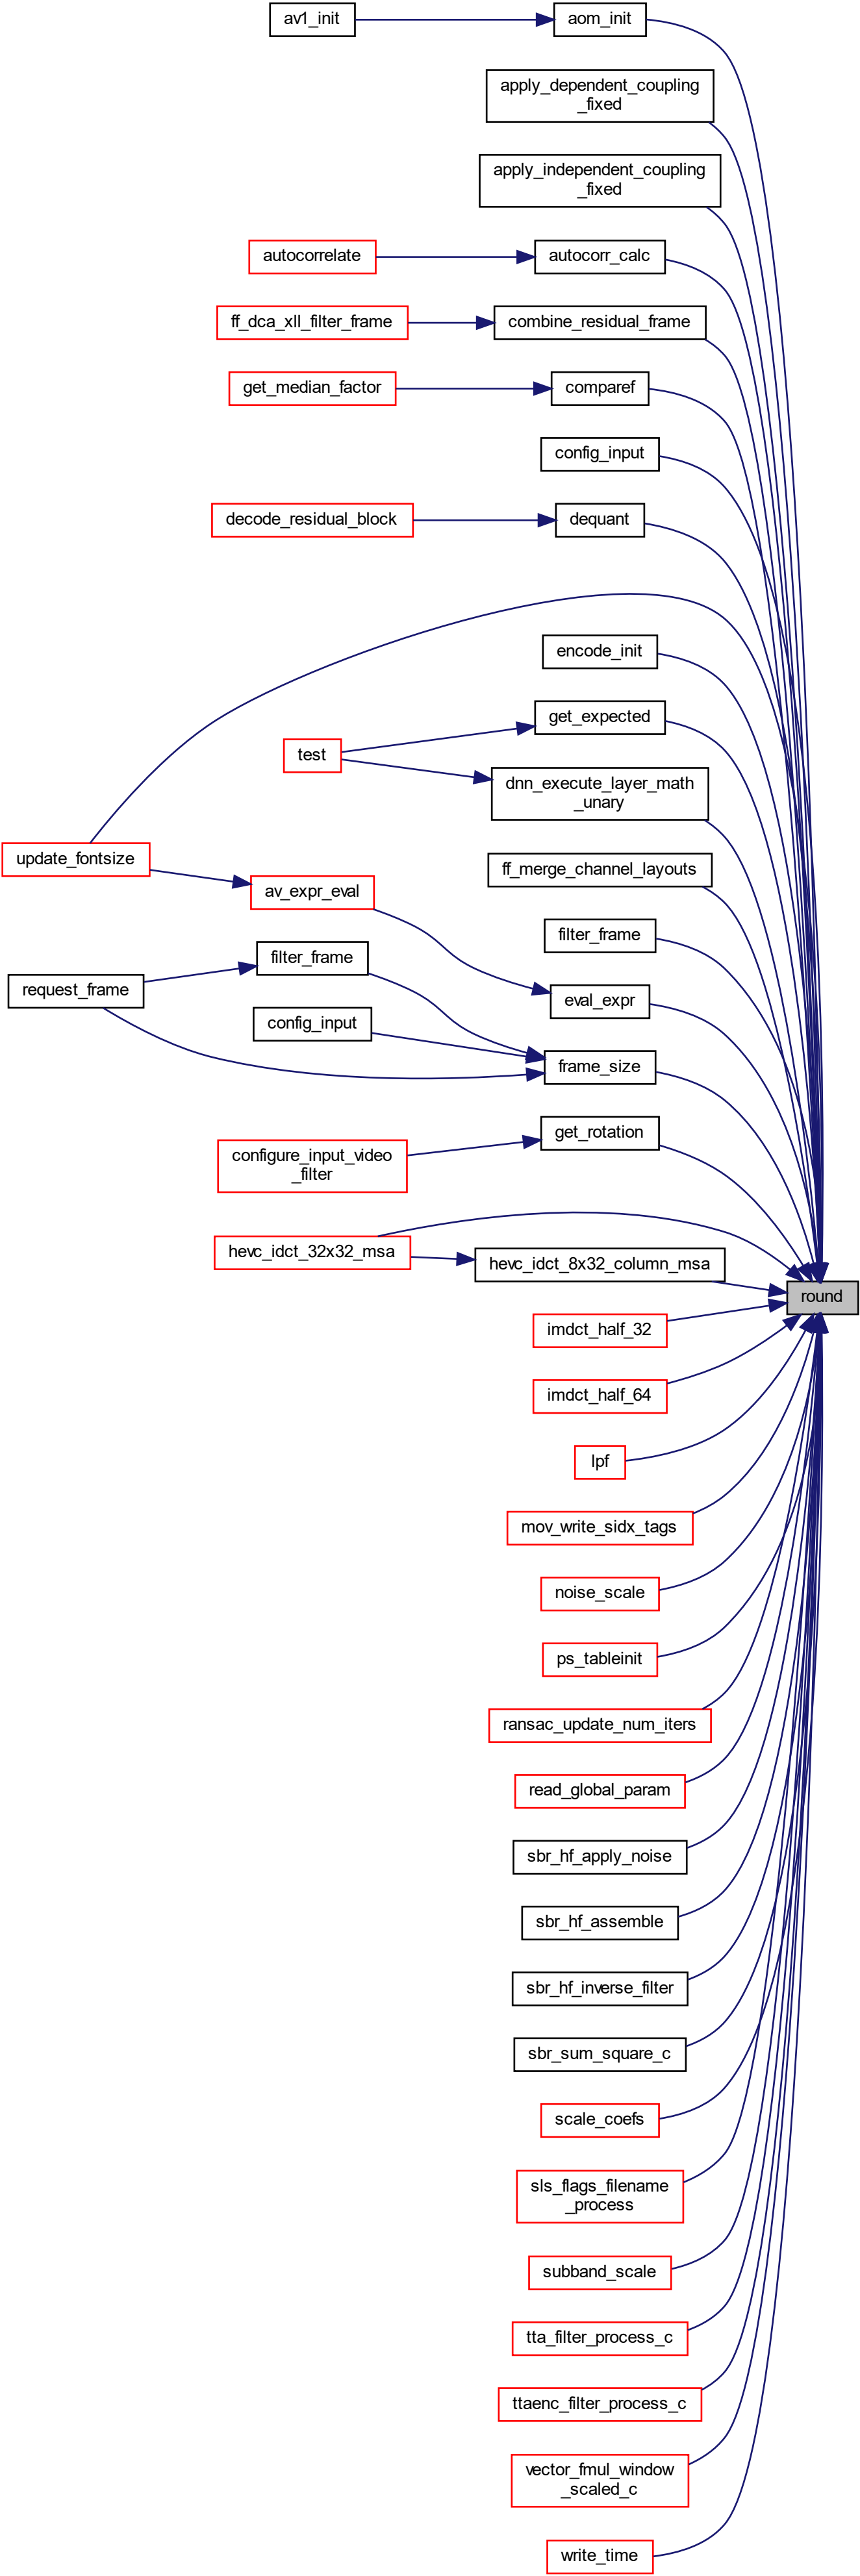 av1_init
aom_init
apply_dependent_coupling
_fixed
apply_independent_coupling
_fixed
autocorrelate
autocorr_calc
ff_dca_xll_filter_frame
combine_residual_frame
get_median_factor
comparef
config_input
decode_residual_block
dequant
encode_init
get_expected
test
dnn_execute_layer_math
_unary
update_fontsize
ff_merge_channel_layouts
av_expr_eval
filter_frame
filter_frame
request_frame
eval_expr
config_input
frame_size
get_rotation
configure_input_video
_filter
hevc_idct_32x32_msa
hevc_idct_8x32_column_msa
round
imdct_half_32
imdct_half_64
lpf
mov_write_sidx_tags
noise_scale
ps_tableinit
ransac_update_num_iters
read_global_param
sbr_hf_apply_noise
sbr_hf_assemble
sbr_hf_inverse_filter
sbr_sum_square_c
scale_coefs
sls_flags_filename
_process
subband_scale
tta_filter_process_c
ttaenc_filter_process_c
vector_fmul_window
_scaled_c
write_time